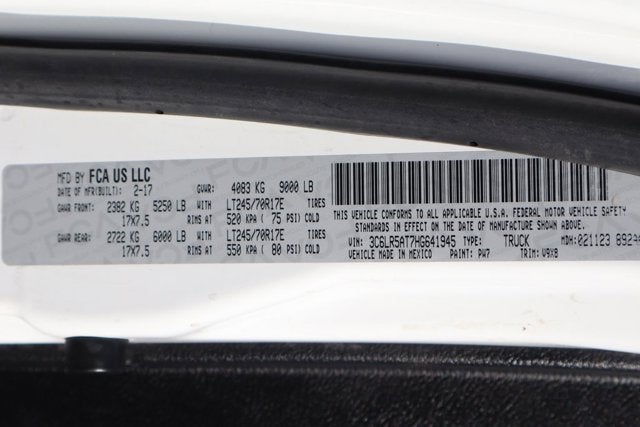 MFD BY FCA US LLC
DATE OF MFR(BUILT): 2-17 GVWR: 4083 KG 9000 LB
GAWR FRONT: 2382 KG 5250 LB WITH LT245/70R17E TIRES
17X7.5 RIMS AT 520 KPA ( 75 PSI) COLD
GAWR REAR: 2722 KG 6000 LB WITH LT245/70R17E TIRES
17X7.5 RIMS AT 550 KPA ( 80 PSI) COLD
THIS VEHICLE CONFORMS TO ALL APPLICABLE U.S.A. FEDERAL MOTOR VEHICLE SAFETY
STANDARDS IN EFFECT ON THE DATE OF MANUFACTURE SHOWN ABOVE.
VIN: 3C6LR5AT7HG641945 TYPE: TRUCK MDH: 021123
VEHICLE MADE IN MEXICO PAINT: PW7 TRIM: V9X8